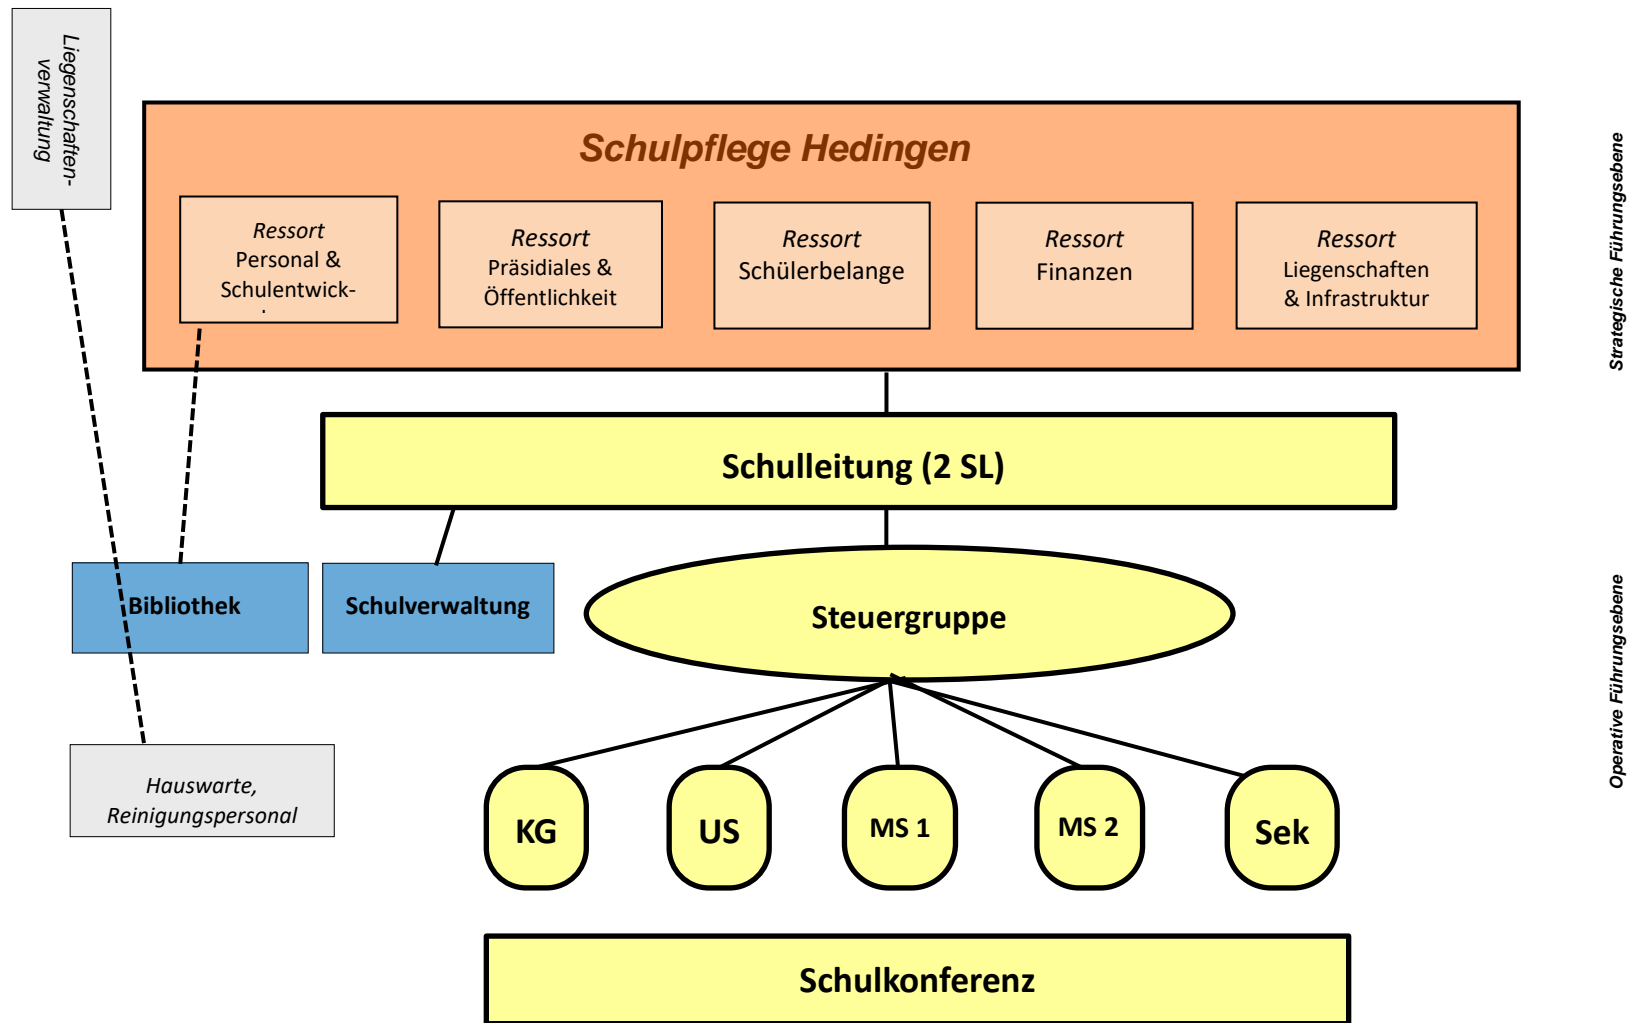 Liegenschaften-
verwaltung
Schulpflege Hedingen
Ressort
Personal &
Schulentwick-
Ressort
Präsidiales &
Öffentlichkeit
Ressort
Schülerbelange
Ressort
Finanzen
Ressort
Liegenschaften
& Infrastruktur
Strategische Führungsebene
Schulleitung (2 SL)
Bibliothek
Schulverwaltung
Steuergruppe
Operative Führungsebene
Hauswarte,
Reinigungspersonal
KG
US
MS 1
MS 2
Sek
Schulkonferenz